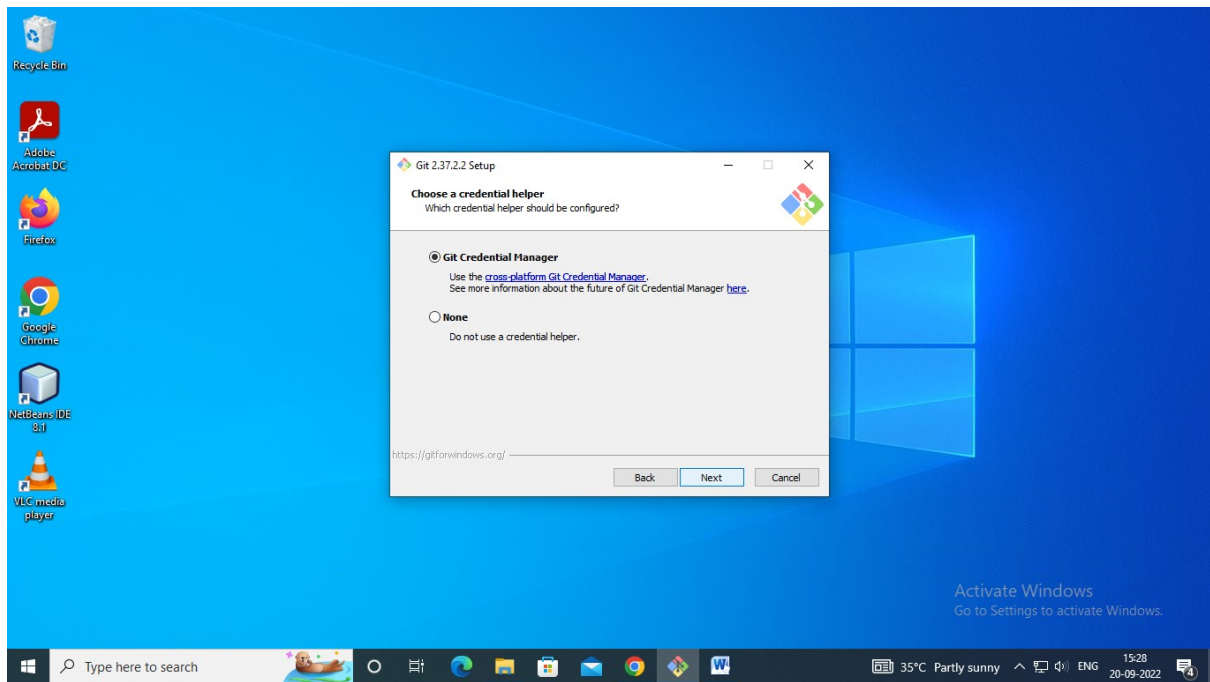 Recycle Bin
Adobe
Acrobat DC
Firefox
Google
Chrome
NetBeans IDE
8.1
VLC media
player
Git 2.37.2.2 Setup
Choose a credential helper
Which credential helper should be configured?
Git Credential Manager
Use the cross-platform Git Credential Manager.
See more information about the future of Git Credential Manager here.
None
Do not use a credential helper.
https://gitforwindows.org/
Back Next Cancel
Activate Windows
Go to Settings to activate Windows.
Type here to search
35°C Partly sunny
ENG
15:28
20-09-2022
4